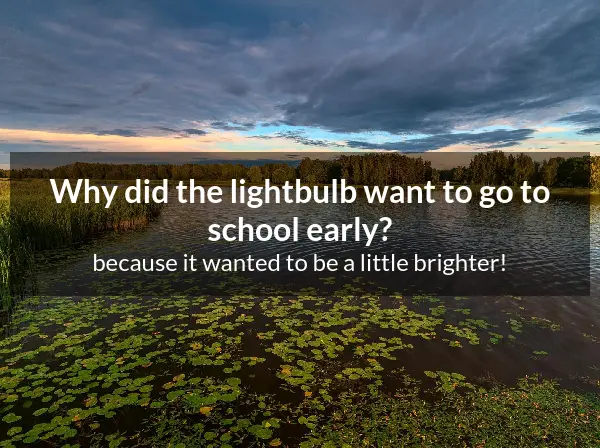 Why did the lightbulb want to go to
school early?
because it wanted to be a little brighter!